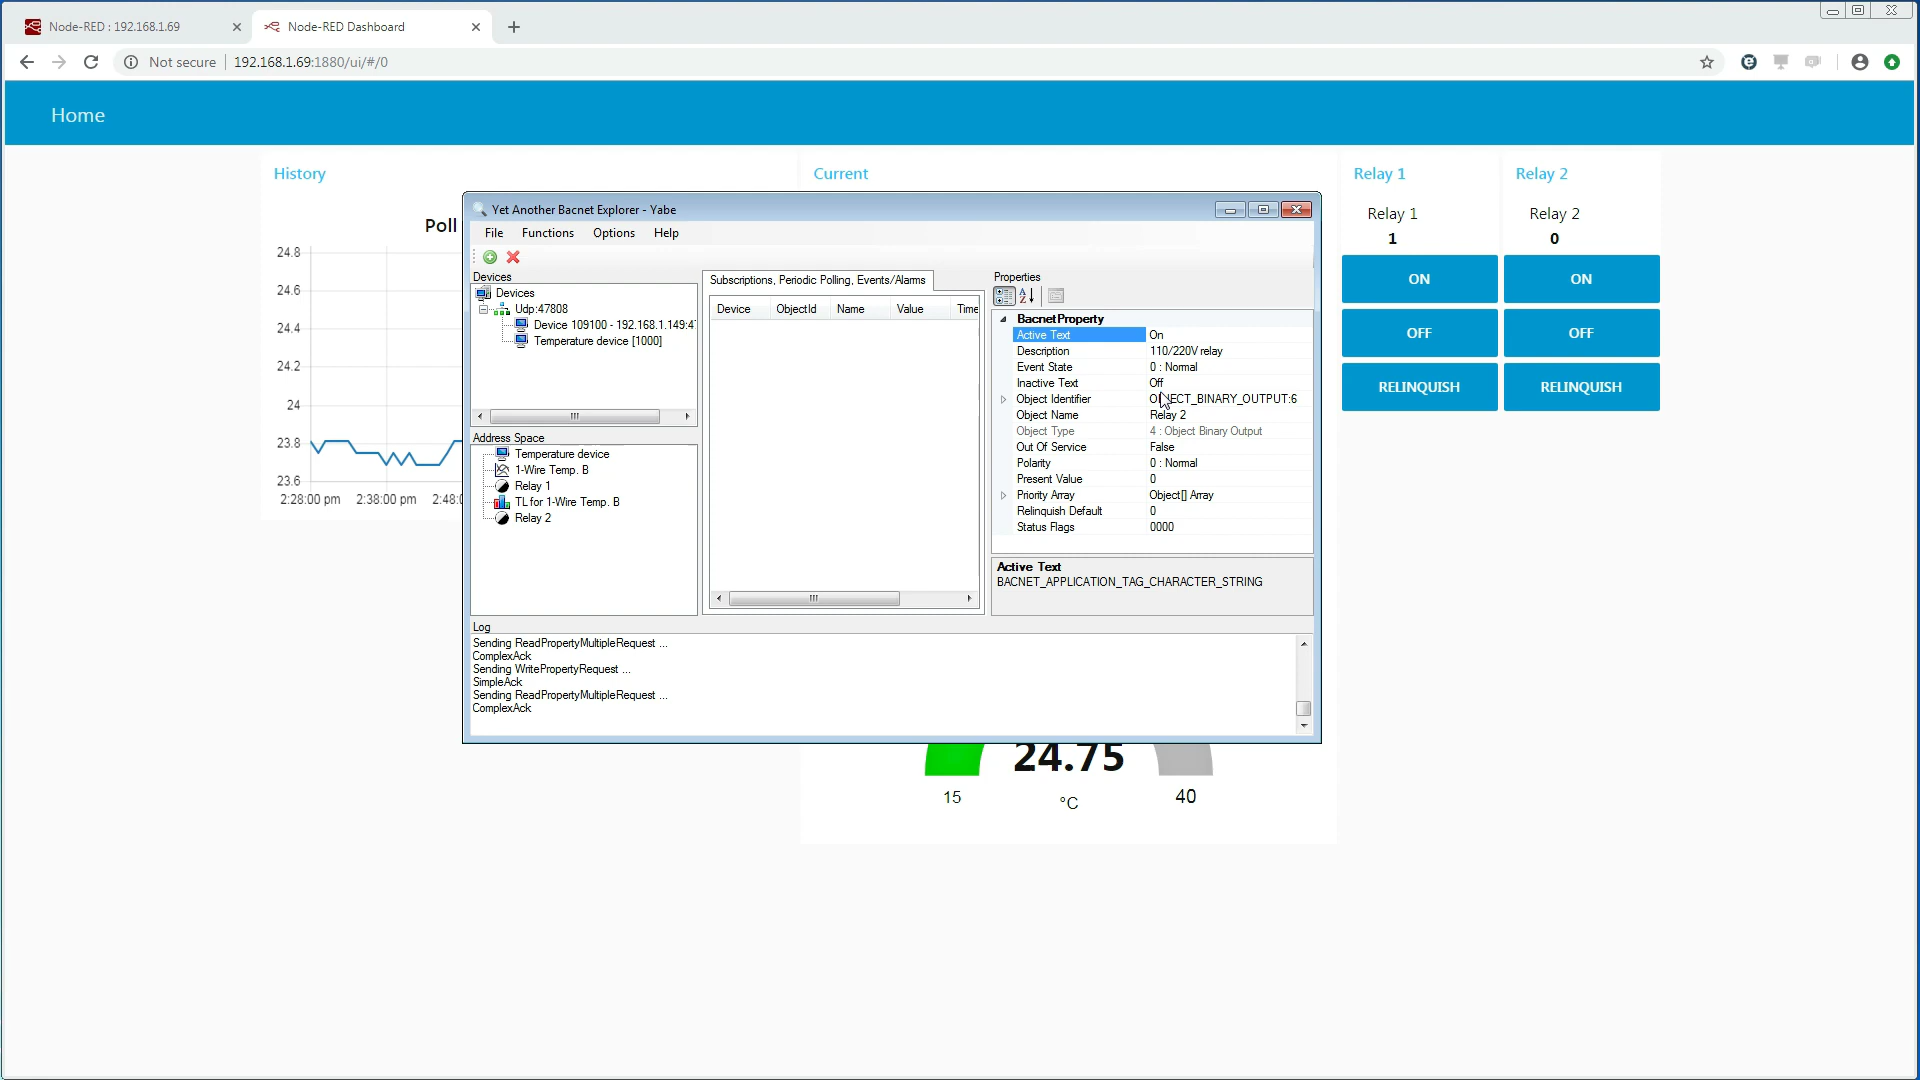 Node-RED : 192.168.1.69
Node-RED Dashboard
Not secure
192.168.1.69:1880/ui/#/0
Home
History
Poll
24.8
24.6
24.4
24.2
24
23.8
23.6
2:28:00 pm 2:38:00 pm 2:48:0
Current
Yet Another Bacnet Explorer - Yabe
File Functions Options Help
Devices
Devices
Udp:47808
Device 109100 - 192.168.1.149:4
Temperature device [1000]
Address Space
Temperature device
1-Wire Temp. B
Relay 1
TL for 1-Wire Temp. B
Relay 2
Subscriptions, Periodic Polling, Events/Alarms
Device ObjectId Name Value Time
Properties
BacnetProperty
Active Text On
Description 110/220V relay
Event State 0 : Normal
Inactive Text Off
Object Identifier OBJECT_BINARY_OUTPUT:6
Object Name Relay 2
Object Type 4 : Object Binary Output
Out Of Service False
Polarity 0 : Normal
Present Value 0
Priority Array Object[] Array
Relinquish Default 0
Status Flags 0000
Active Text
BACNET_APPLICATION_TAG_CHARACTER_STRING
Log
Sending ReadPropertyMultipleRequest ...
ComplexAck
Sending WritePropertyRequest ...
SimpleAck
Sending ReadPropertyMultipleRequest ...
ComplexAck
24.75
15
°C
40
Relay 1
Relay 1
1
ON
OFF
RELINQUISH
Relay 2
Relay 2
0
ON
OFF
RELINQUISH